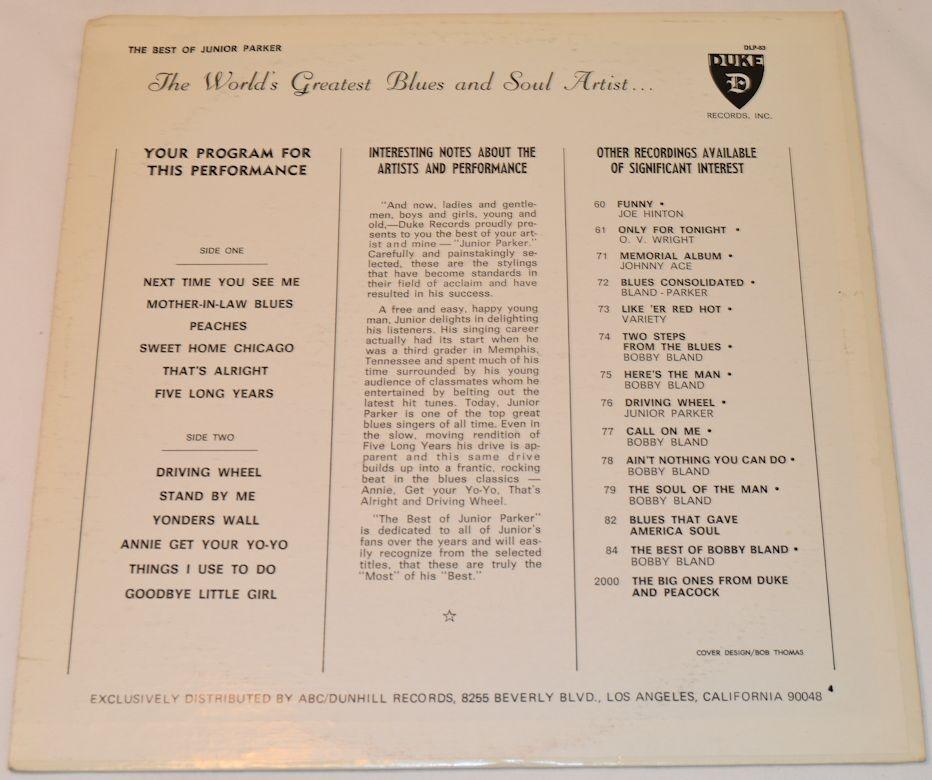 THE BEST OF JUNIOR PARKER
The World's Greatest Blues and Soul Artist...
DLP-83
DUKE
D
RECORDS, INC.
YOUR PROGRAM FOR
THIS PERFORMANCE
SIDE ONE
NEXT TIME YOU SEE ME
MOTHER-IN-LAW BLUES
PEACHES
SWEET HOME CHICAGO
THAT'S ALRIGHT
FIVE LONG YEARS
SIDE TWO
DRIVING WHEEL
STAND BY ME
YONDERS WALL
ANNIE GET YOUR YO-YO
THINGS I USE TO DO
GOODBYE LITTLE GIRL
INTERESTING NOTES ABOUT THE
ARTISTS AND PERFORMANCE
"And now, ladies and gentle-
men, boys and girls, young and
old,—Duke Records proudly pre-
sents to you the best of your art-
ist and mine — "Junior Parker."
Carefully and painstakingly se-
lected, these are the stylings
that have become standards in
their field of acclaim and have
resulted in his success.
A free and easy, happy young
man, Junior delights in delighting
his listeners. His singing career
actually had its start when he
was a third grader in Memphis,
Tennessee and spent much of his
time surrounded by his young
audience of classmates whom he
entertained by belting out the
latest hit tunes. Today, Junior
Parker is one of the top great
blues singers of all time. Even in
the slow, moving rendition of
Five Long Years his drive is ap-
parent and this same drive
builds up into a frantic, rocking
beat in the blues classics —
Annie, Get your Yo-Yo, That's
Alright and Driving Wheel.
"The Best of Junior Parker"
is dedicated to all of Junior's
fans over the years and will eas-
ily recognize from the selected
titles, that these are truly the
"Most" of his "Best."
☆
OTHER RECORDINGS AVAILABLE
OF SIGNIFICANT INTEREST
60 FUNNY •
JOE HINTON
61 ONLY FOR TONIGHT •
O. V. WRIGHT
71 MEMORIAL ALBUM •
JOHNNY ACE
72 BLUES CONSOLIDATED •
BLAND - PARKER
73 LIKE 'ER RED HOT •
VARIETY
74 TWO STEPS
FROM THE BLUES •
BOBBY BLAND
75 HERE'S THE MAN •
BOBBY BLAND
76 DRIVING WHEEL •
JUNIOR PARKER
77 CALL ON ME •
BOBBY BLAND
78 AIN'T NOTHING YOU CAN DO •
BOBBY BLAND
79 THE SOUL OF THE MAN •
BOBBY BLAND
82 BLUES THAT GAVE
AMERICA SOUL
84 THE BEST OF BOBBY BLAND •
BOBBY BLAND
2000 THE BIG ONES FROM DUKE
AND PEACOCK
COVER DESIGN/BOB THOMAS
EXCLUSIVELY DISTRIBUTED BY ABC/DUNHILL RECORDS, 8255 BEVERLY BLVD., LOS ANGELES, CALIFORNIA 90048 4